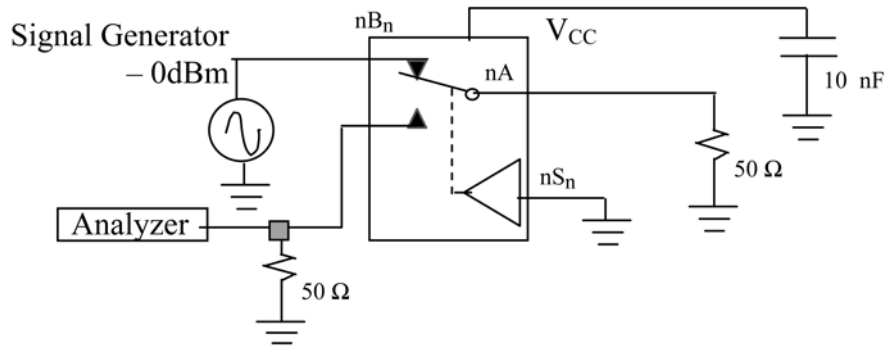 Signal Generator
– 0dBm
nBn
VCC
nA
10 nF
50 Ω
nSn
Analyzer
50 Ω